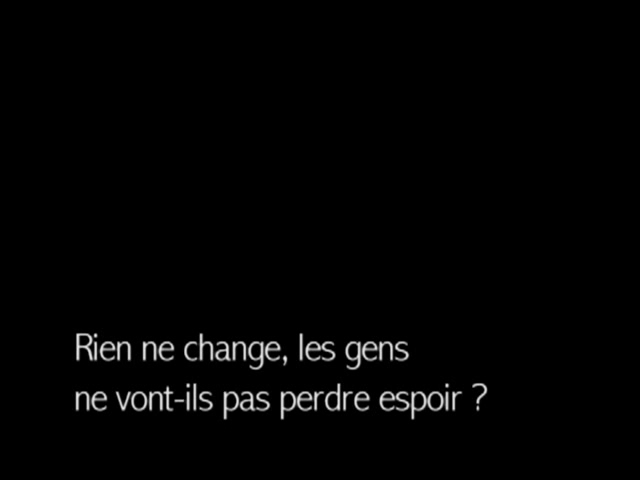 Rien ne change, les gens
ne vont-ils pas perdre espoir ?